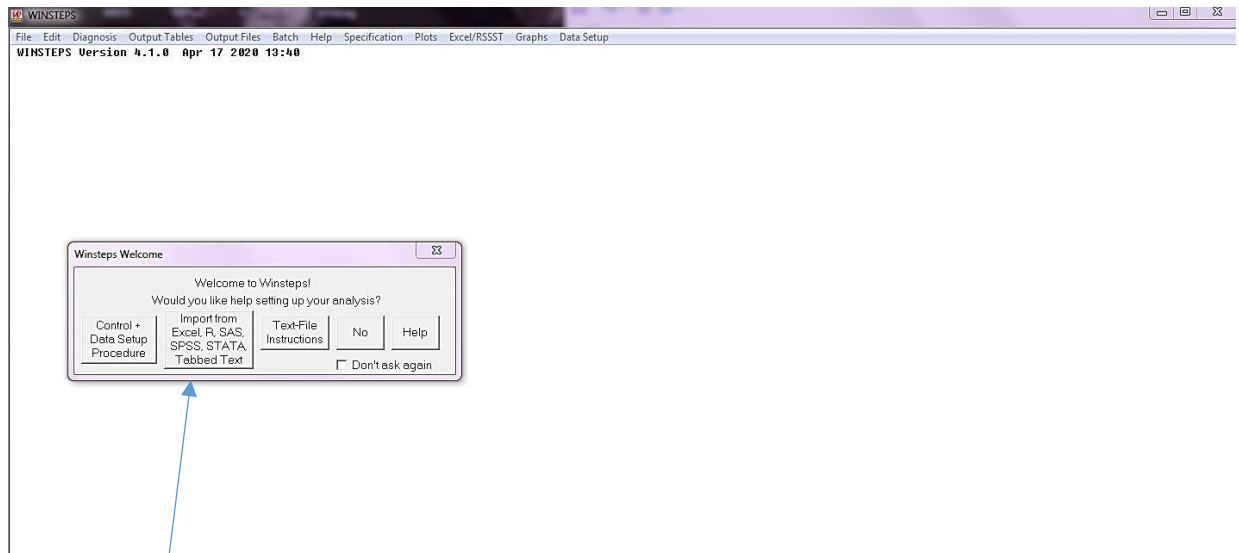 WINSTEPS
File Edit Diagnosis Output Tables Output Files Batch Help Specification Plots Excel/RSSST Graphs Data Setup
WINSTEPS Version 4.1.0 Apr 17 2020 13:40
Winsteps Welcome
Welcome to Winsteps!
Would you like help setting up your analysis?
Control +
Data Setup
Procedure
Import from
Excel, R, SAS,
SPSS, STATA,
Tabbed Text
Text-File
Instructions
No
Help
Don't ask again